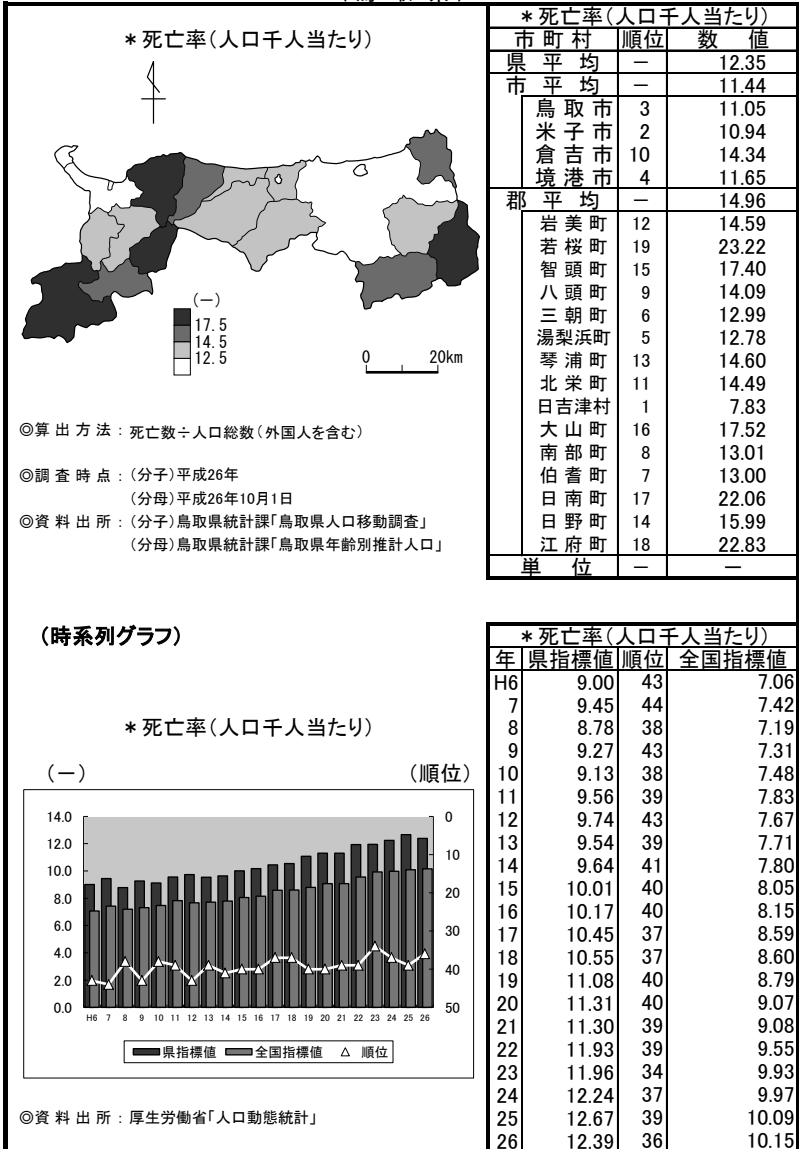 *死亡率(人口千人当たり)
(-)
17.5
14.5
12.5
0 20km
◎算出方法:死亡数÷人口総数(外国人を含む)
◎調査時点:(分子)平成26年
(分母)平成26年10月1日
◎資料出所:(分子)鳥取県統計課「鳥取県人口移動調査」
(分母)鳥取県統計課「鳥取県年齢別推計人口」
*死亡率(人口千人当たり)
市町村 順位 数値
県平均 - 12.35
市平均 - 11.44
鳥取市 3 11.05
米子市 2 10.94
倉吉市 10 14.34
境港市 4 11.65
郡平均 - 14.96
岩美町 12 14.59
若桜町 19 23.22
智頭町 15 17.40
八頭町 9 14.09
三朝町 6 12.99
湯梨浜町 5 12.78
琴浦町 13 14.60
北栄町 11 14.49
日吉津村 1 7.83
大山町 16 17.52
南部町 8 13.01
伯耆町 7 13.00
日南町 17 22.06
日野町 14 15.99
江府町 18 22.83
単位 - -
(時系列グラフ)
*死亡率(人口千人当たり)
(-) (順位)
14.0 0
12.0
10.0 10
8.0 20
6.0 30
4.0 40
2.0
0.0 50
H6 7 8 9 10 11 12 13 14 15 16 17 18 19 20 21 22 23 24 25 26
県指標値 全国指標値 順位
◎資料出所:厚生労働省「人口動態統計」
*死亡率(人口千人当たり)
年 県指標値 順位 全国指標値
H6 9.00 43 7.06
7 9.45 44 7.42
8 8.78 38 7.19
9 9.27 43 7.31
10 9.13 38 7.48
11 9.56 39 7.83
12 9.74 43 7.67
13 9.54 39 7.71
14 9.64 41 7.80
15 10.01 40 8.05
16 10.17 40 8.15
17 10.45 37 8.59
18 10.55 37 8.60
19 11.08 40 8.79
20 11.31 40 9.07
21 11.30 39 9.08
22 11.93 39 9.55
23 11.96 34 9.93
24 12.24 37 9.97
25 12.67 39 10.09
26 12.39 36 10.15